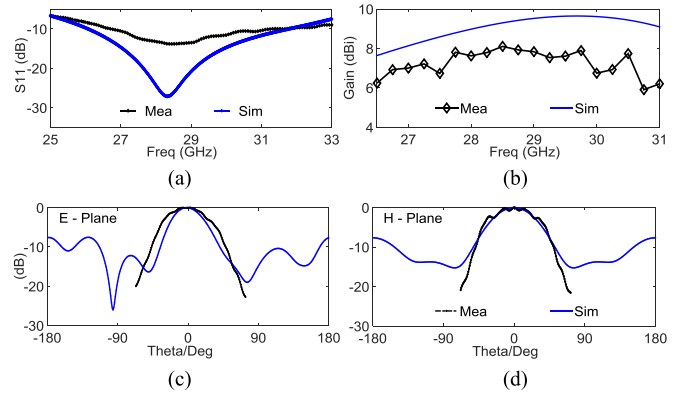 -10
-20
-30
S11 (dB)
Mea
Sim
25
27
29
31
33
Freq (GHz)
(a)
10
8
6
4
Gain (dBi)
Mea
Sim
27
28
29
30
31
Freq (GHz)
(b)
E - Plane
0
-10
-20
-30
(dB)
-180
-90
0
90
180
Theta/Deg
(c)
H - Plane
0
-10
-20
-30
Mea
Sim
-180
-90
0
90
180
Theta/Deg
(d)